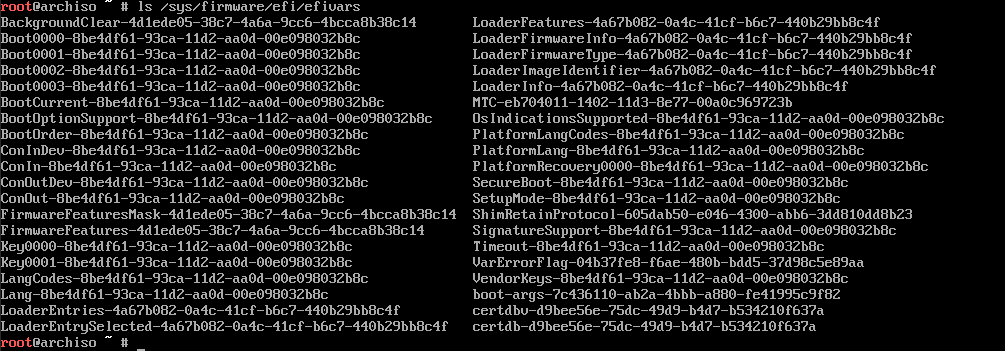 root@archiso ~ # ls /sys/firmware/efi/efivars
BackgroundClear-4d1ede05-38c7-4a6a-9cc6-4bcca8b38c14 LoaderFeatures-4a67b082-0a4c-41cf-b6c7-440b29bb8c4f
Boot0000-8be4df61-93ca-11d2-aa0d-00e098032b8c LoaderFirmwareInfo-4a67b082-0a4c-41cf-b6c7-440b29bb8c4f
Boot0001-8be4df61-93ca-11d2-aa0d-00e098032b8c LoaderFirmwareType-4a67b082-0a4c-41cf-b6c7-440b29bb8c4f
Boot0002-8be4df61-93ca-11d2-aa0d-00e098032b8c LoaderImageIdentifier-4a67b082-0a4c-41cf-b6c7-440b29bb8c4f
Boot0003-8be4df61-93ca-11d2-aa0d-00e098032b8c LoaderInfo-4a67b082-0a4c-41cf-b6c7-440b29bb8c4f
BootCurrent-8be4df61-93ca-11d2-aa0d-00e098032b8c MTC-eb704011-1402-11d3-8e77-00a0c969723b
BootOptionSupport-8be4df61-93ca-11d2-aa0d-00e098032b8c OsIndicationsSupported-8be4df61-93ca-11d2-aa0d-00e098032b8c
BootOrder-8be4df61-93ca-11d2-aa0d-00e098032b8c PlatformLangCodes-8be4df61-93ca-11d2-aa0d-00e098032b8c
ConInDev-8be4df61-93ca-11d2-aa0d-00e098032b8c PlatformLang-8be4df61-93ca-11d2-aa0d-00e098032b8c
ConIn-8be4df61-93ca-11d2-aa0d-00e098032b8c PlatformRecovery0000-8be4df61-93ca-11d2-aa0d-00e098032b8c
ConOutDev-8be4df61-93ca-11d2-aa0d-00e098032b8c SecureBoot-8be4df61-93ca-11d2-aa0d-00e098032b8c
ConOut-8be4df61-93ca-11d2-aa0d-00e098032b8c SetupMode-8be4df61-93ca-11d2-aa0d-00e098032b8c
FirmwareFeaturesMask-4d1ede05-38c7-4a6a-9cc6-4bcca8b38c14 ShimRetainProtocol-605dab50-e046-4300-abb6-3dd810dd8b23
FirmwareFeatures-4d1ede05-38c7-4a6a-9cc6-4bcca8b38c14 SignatureSupport-8be4df61-93ca-11d2-aa0d-00e098032b8c
Key0000-8be4df61-93ca-11d2-aa0d-00e098032b8c Timeout-8be4df61-93ca-11d2-aa0d-00e098032b8c
Key0001-8be4df61-93ca-11d2-aa0d-00e098032b8c VarErrorFlag-04b37fe8-f6ae-480b-bdd5-37d98c5e89aa
LangCodes-8be4df61-93ca-11d2-aa0d-00e098032b8c VendorKeys-8be4df61-93ca-11d2-aa0d-00e098032b8c
Lang-8be4df61-93ca-11d2-aa0d-00e098032b8c boot-args-7c436110-ab2a-4bbb-a880-fe41995c9f82
LoaderEntries-4a67b082-0a4c-41cf-b6c7-440b29bb8c4f certdbv-d9bee56e-75dc-49d9-b4d7-b534210f637a
LoaderEntrySelected-4a67b082-0a4c-41cf-b6c7-440b29bb8c4f certdb-d9bee56e-75dc-49d9-b4d7-b534210f637a
root@archiso ~ #